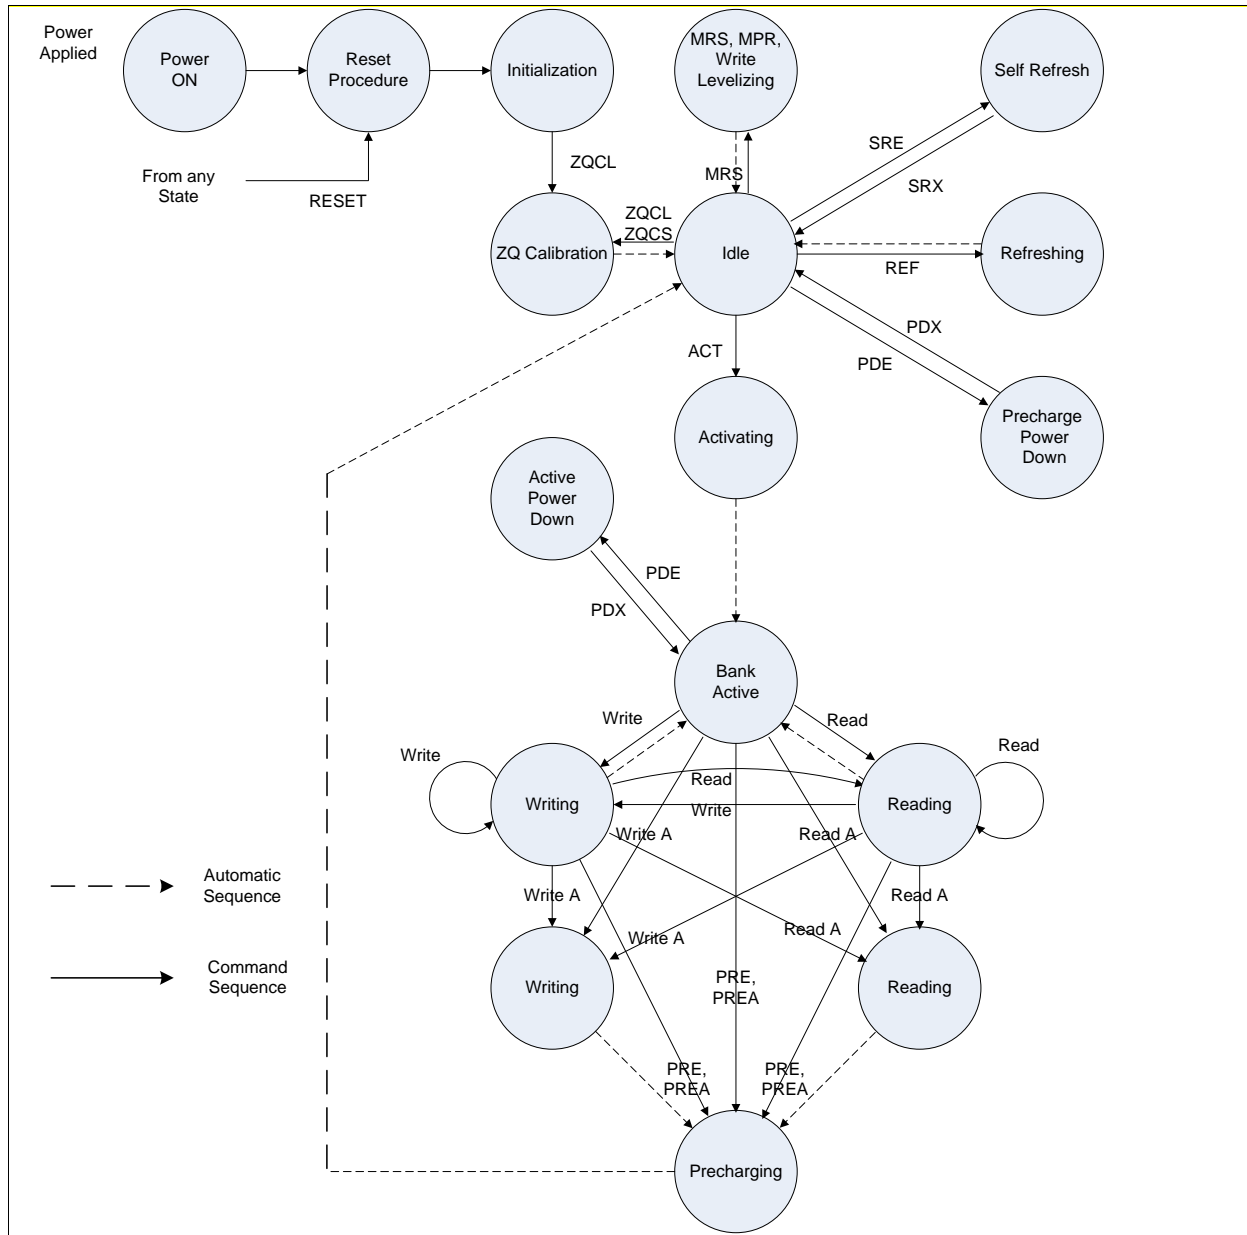 Power
Applied
Power
ON
Reset
Procedure
Initialization
MRS, MPR,
Write
Levelizing
Self Refresh
From any
State
RESET
ZQCL
MRS
SRE
SRX
ZQCL
ZQCS
ZQ Calibration
Idle
REF
Refreshing
ACT
PDX
PDE
Activating
Precharge
Power
Down
Active
Power
Down
PDE
PDX
Bank
Active
Write
Read
Write
Read
Writing
Read
Write
Reading
Write A
Read A
Automatic
Sequence
Write A
Read A
Write A
Read A
Command
Sequence
Writing
PRE,
PREA
Reading
PRE,
PREA
PRE,
PREA
Precharging